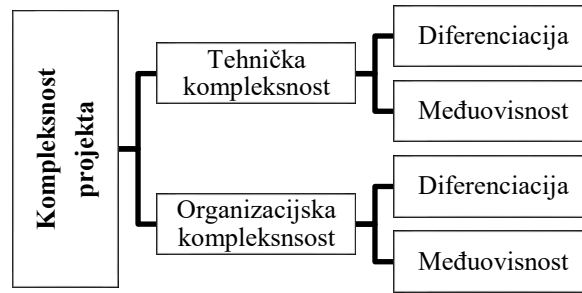 Kompleksnost
projekta
Tehnička
kompleksnost
Diferenciacija
Međuovisnost
Organizacijska
kompleksnsost
Diferenciacija
Međuovisnost